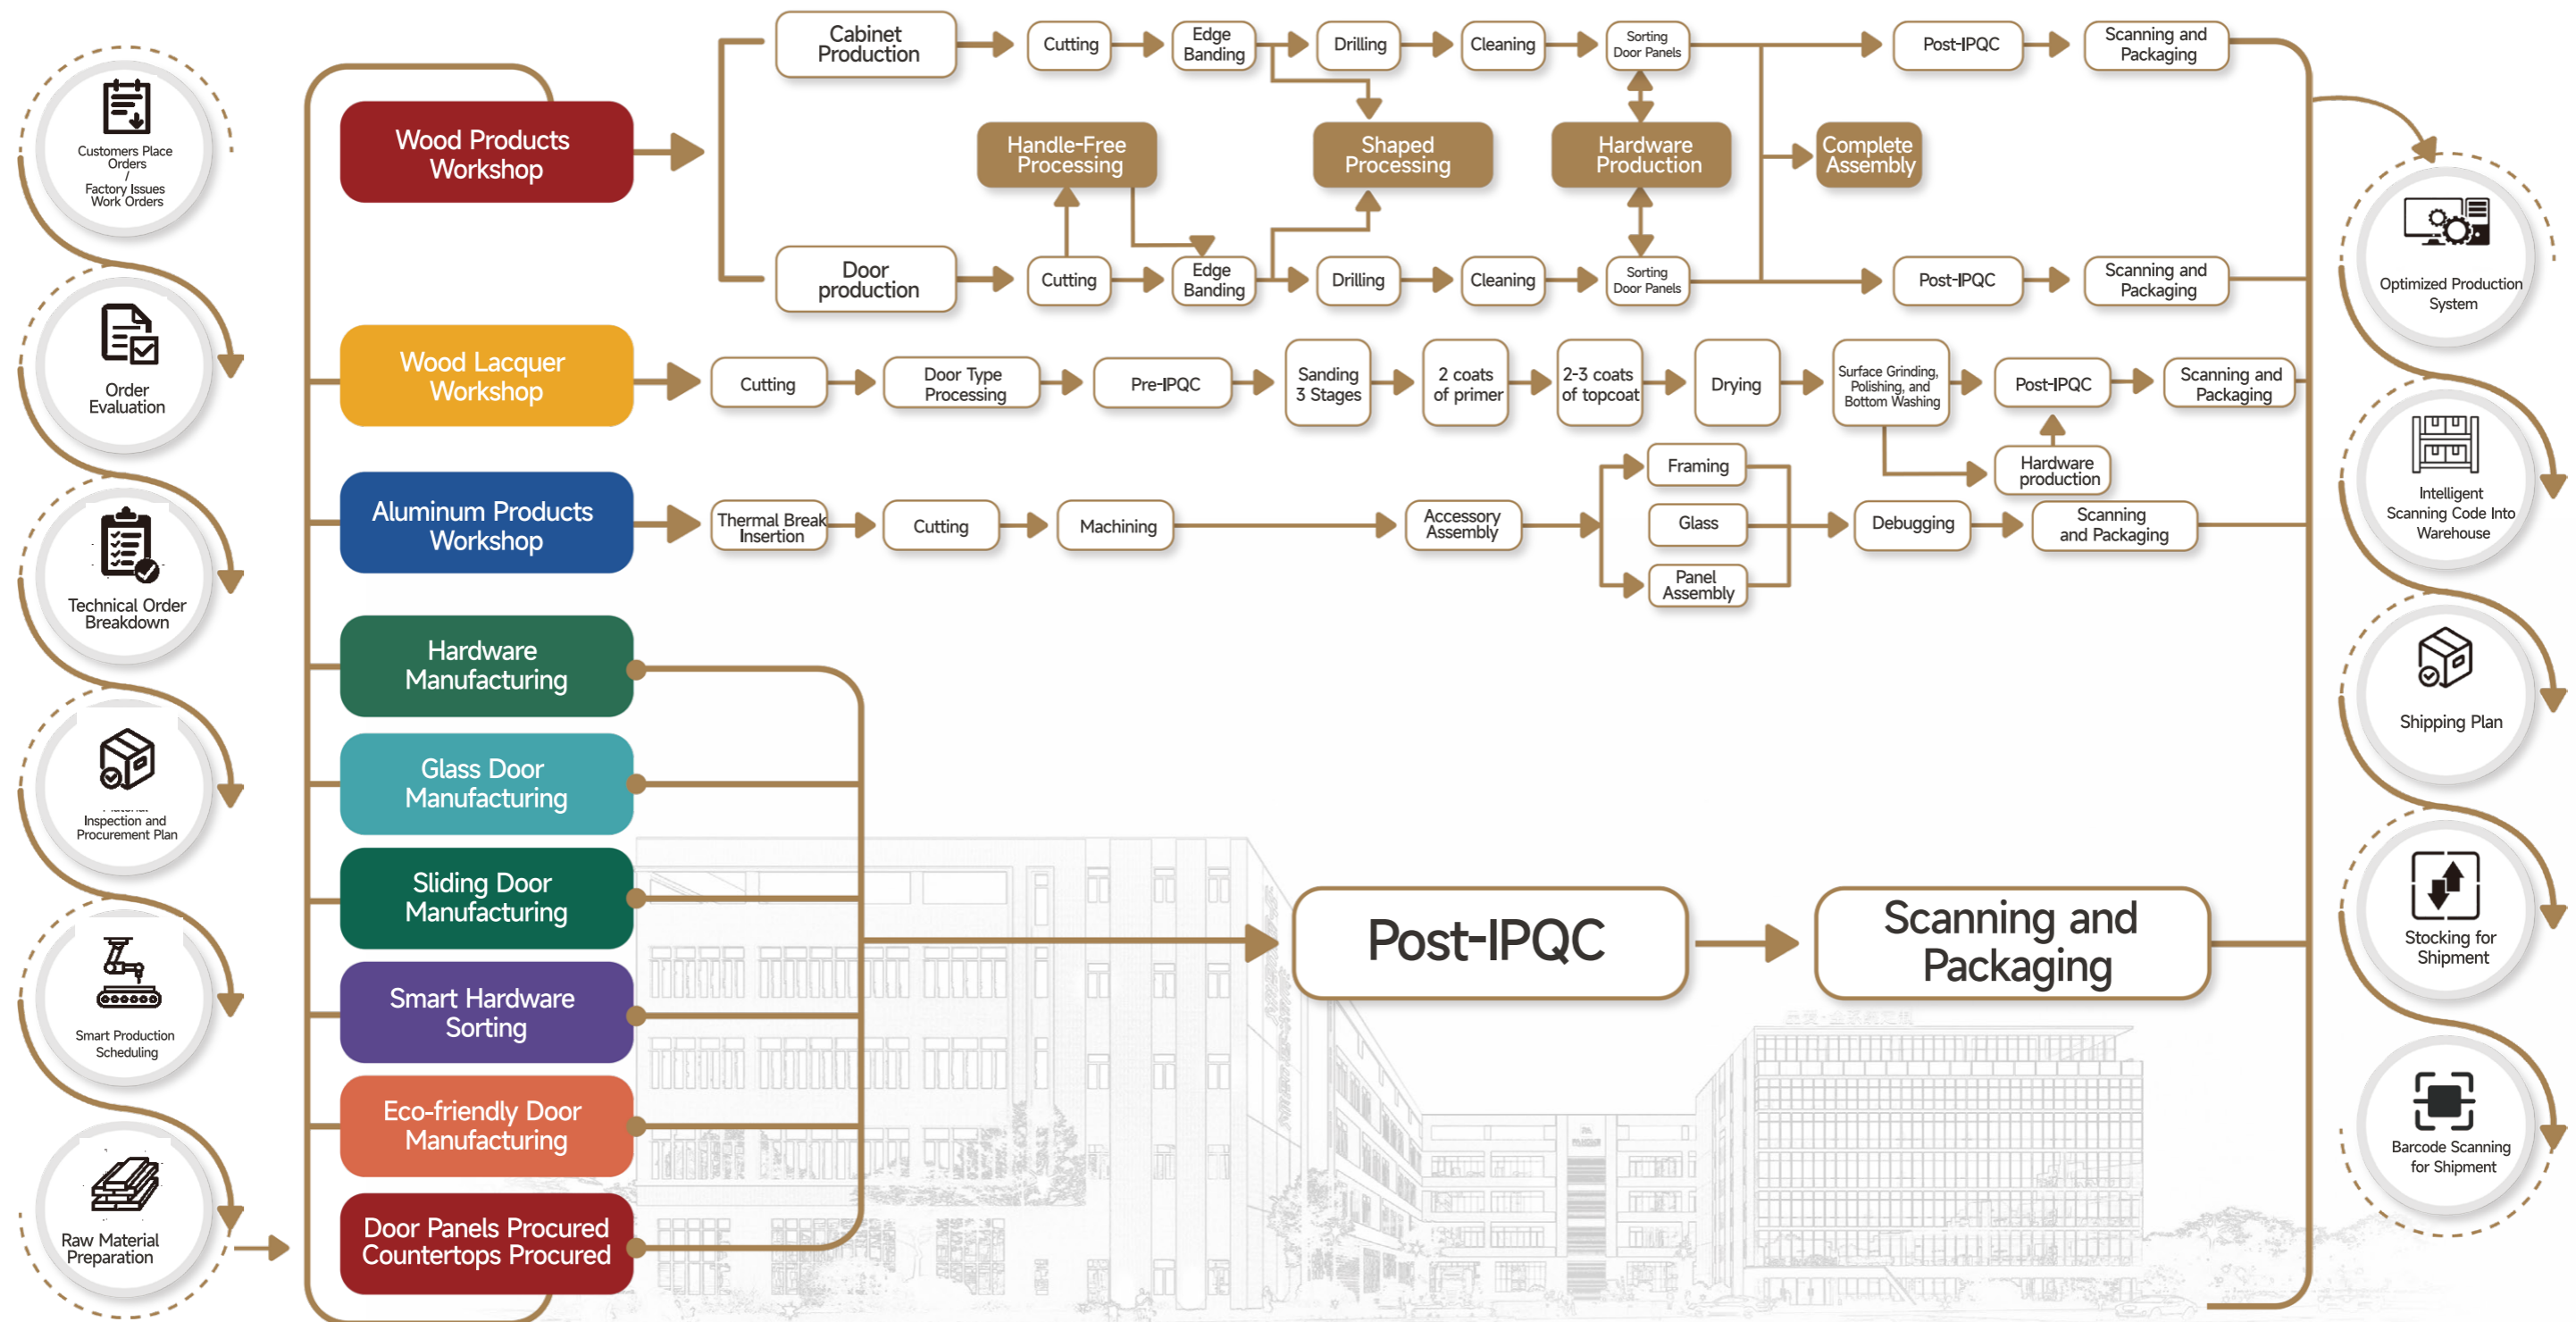 Customers Place
Orders
/
Factory Issues
Work Orders
Order
Evaluation
Technical Order
Breakdown
Inspection and
Procurement Plan
Smart Production
Scheduling
Raw Material
Preparation
Wood Products
Workshop
Cabinet
Production
Cutting
Edge
Banding
Drilling
Cleaning
Sorting
Door Panels
Post-IPQC
Scanning and
Packaging
Handle-Free
Processing
Shaped
Processing
Hardware
Production
Complete
Assembly
Door
production
Cutting
Edge
Banding
Drilling
Cleaning
Sorting
Door Panels
Post-IPQC
Scanning and
Packaging
Wood Lacquer
Workshop
Cutting
Door Type
Processing
Pre-IPQC
Sanding
3 Stages
2 coats
of primer
2-3 coats
of topcoat
Drying
Surface Grinding,
Polishing, and
Bottom Washing
Post-IPQC
Scanning and
Packaging
Hardware
production
Aluminum Products
Workshop
Thermal Break
Insertion
Cutting
Machining
Accessory
Assembly
Framing
Glass
Panel
Assembly
Debugging
Scanning
and Packaging
Hardware
Manufacturing
Glass Door
Manufacturing
Sliding Door
Manufacturing
Smart Hardware
Sorting
Eco-friendly Door
Manufacturing
Door Panels Procured
Countertops Procured
Post-IPQC
Scanning and
Packaging
Optimized Production
System
Intelligent
Scanning Code Into
Warehouse
Shipping Plan
Stocking for
Shipment
Barcode Scanning
for Shipment